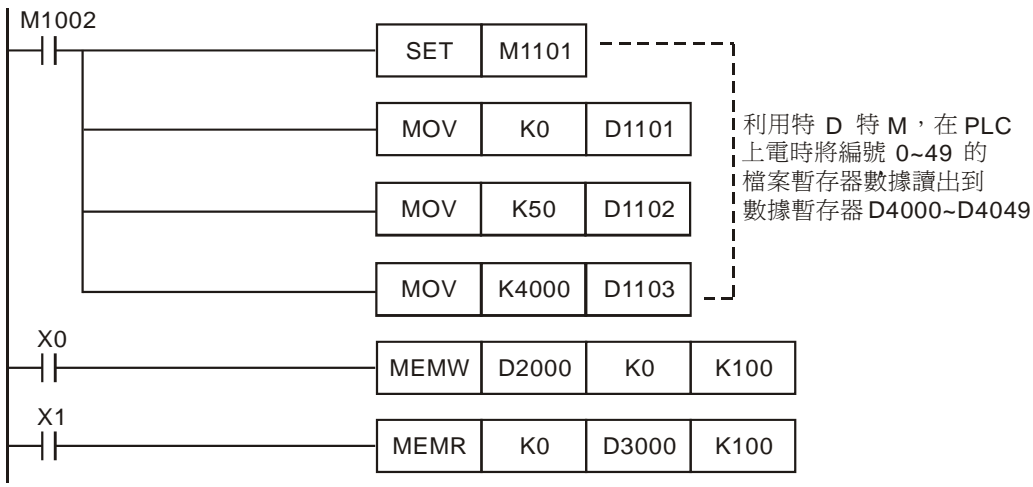 M1002
SET M1101
MOV K0 D1101
MOV K50 D1102
MOV K4000 D1103
利用特 D 特 M，在 PLC
上電時將編號 0~49 的
檔案暫存器數據讀出到
數據暫存器 D4000~D4049
X0
MEMW D2000 K0 K100
X1
MEMR K0 D3000 K100